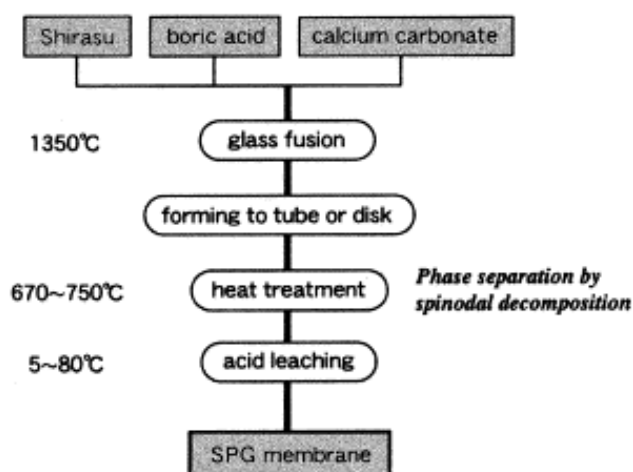 Shirasu
boric acid
calcium carbonate
1350℃
glass fusion
forming to tube or disk
670~750℃
heat treatment
Phase separation by
spinodal decomposition
5~80℃
acid leaching
SPG membrane